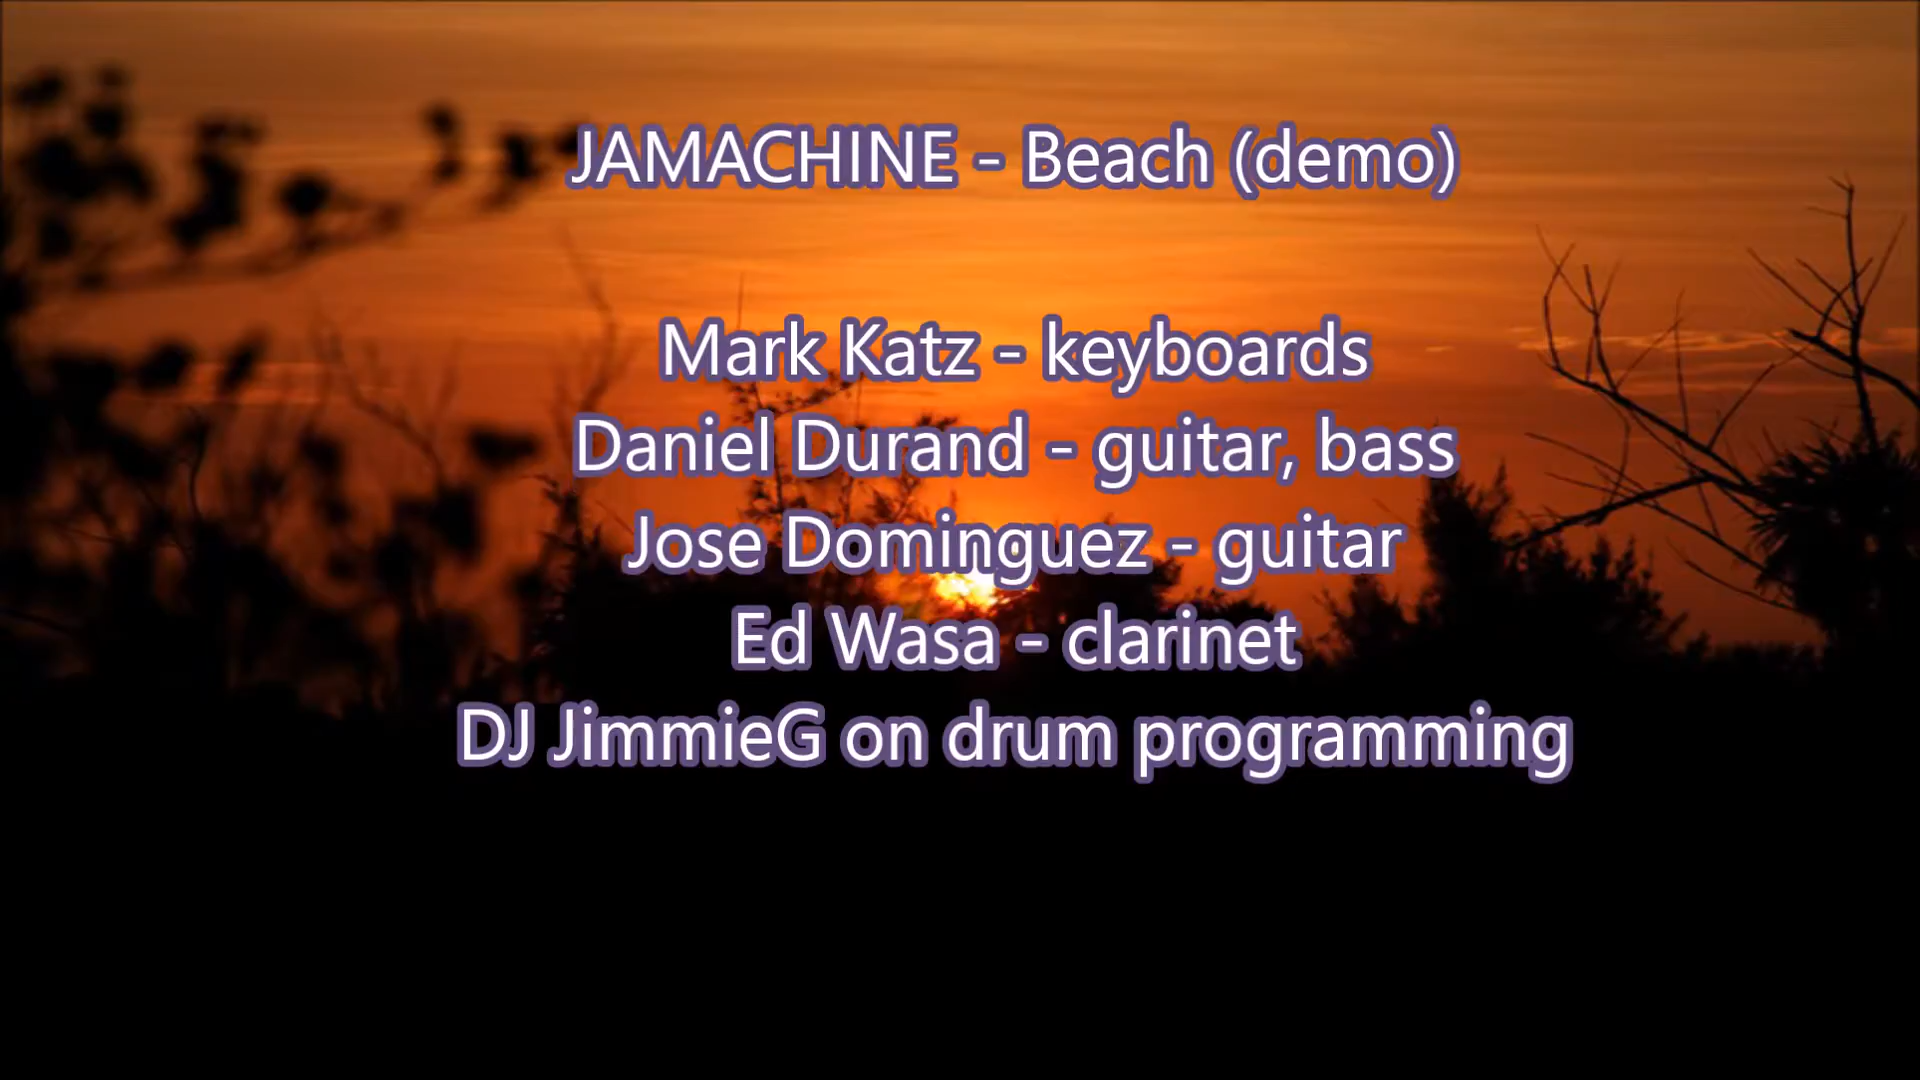 JAMACHINE - Beach (demo)
Mark Katz - keyboards
Daniel Durand - guitar, bass
Jose Dominguez - guitar
Ed Wasa - clarinet
DJ JimmieG on drum programming